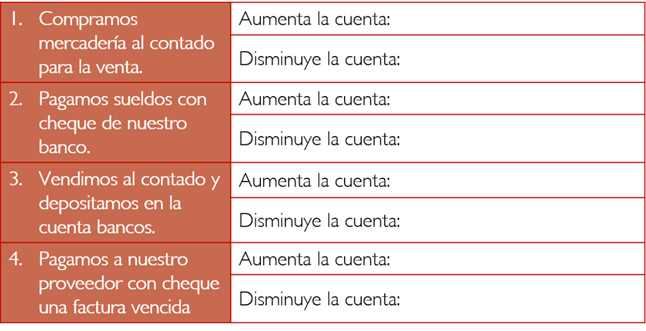 1. Compramos
mercadería al contado
para la venta.
Aumenta la cuenta:
Disminuye la cuenta:
2. Pagamos sueldos con
cheque de nuestro
banco.
Aumenta la cuenta:
Disminuye la cuenta:
3. Vendimos al contado y
depositamos en la
cuenta bancos.
Aumenta la cuenta:
Disminuye la cuenta:
4. Pagamos a nuestro
proveedor con cheque
una factura vencida
Aumenta la cuenta:
Disminuye la cuenta: